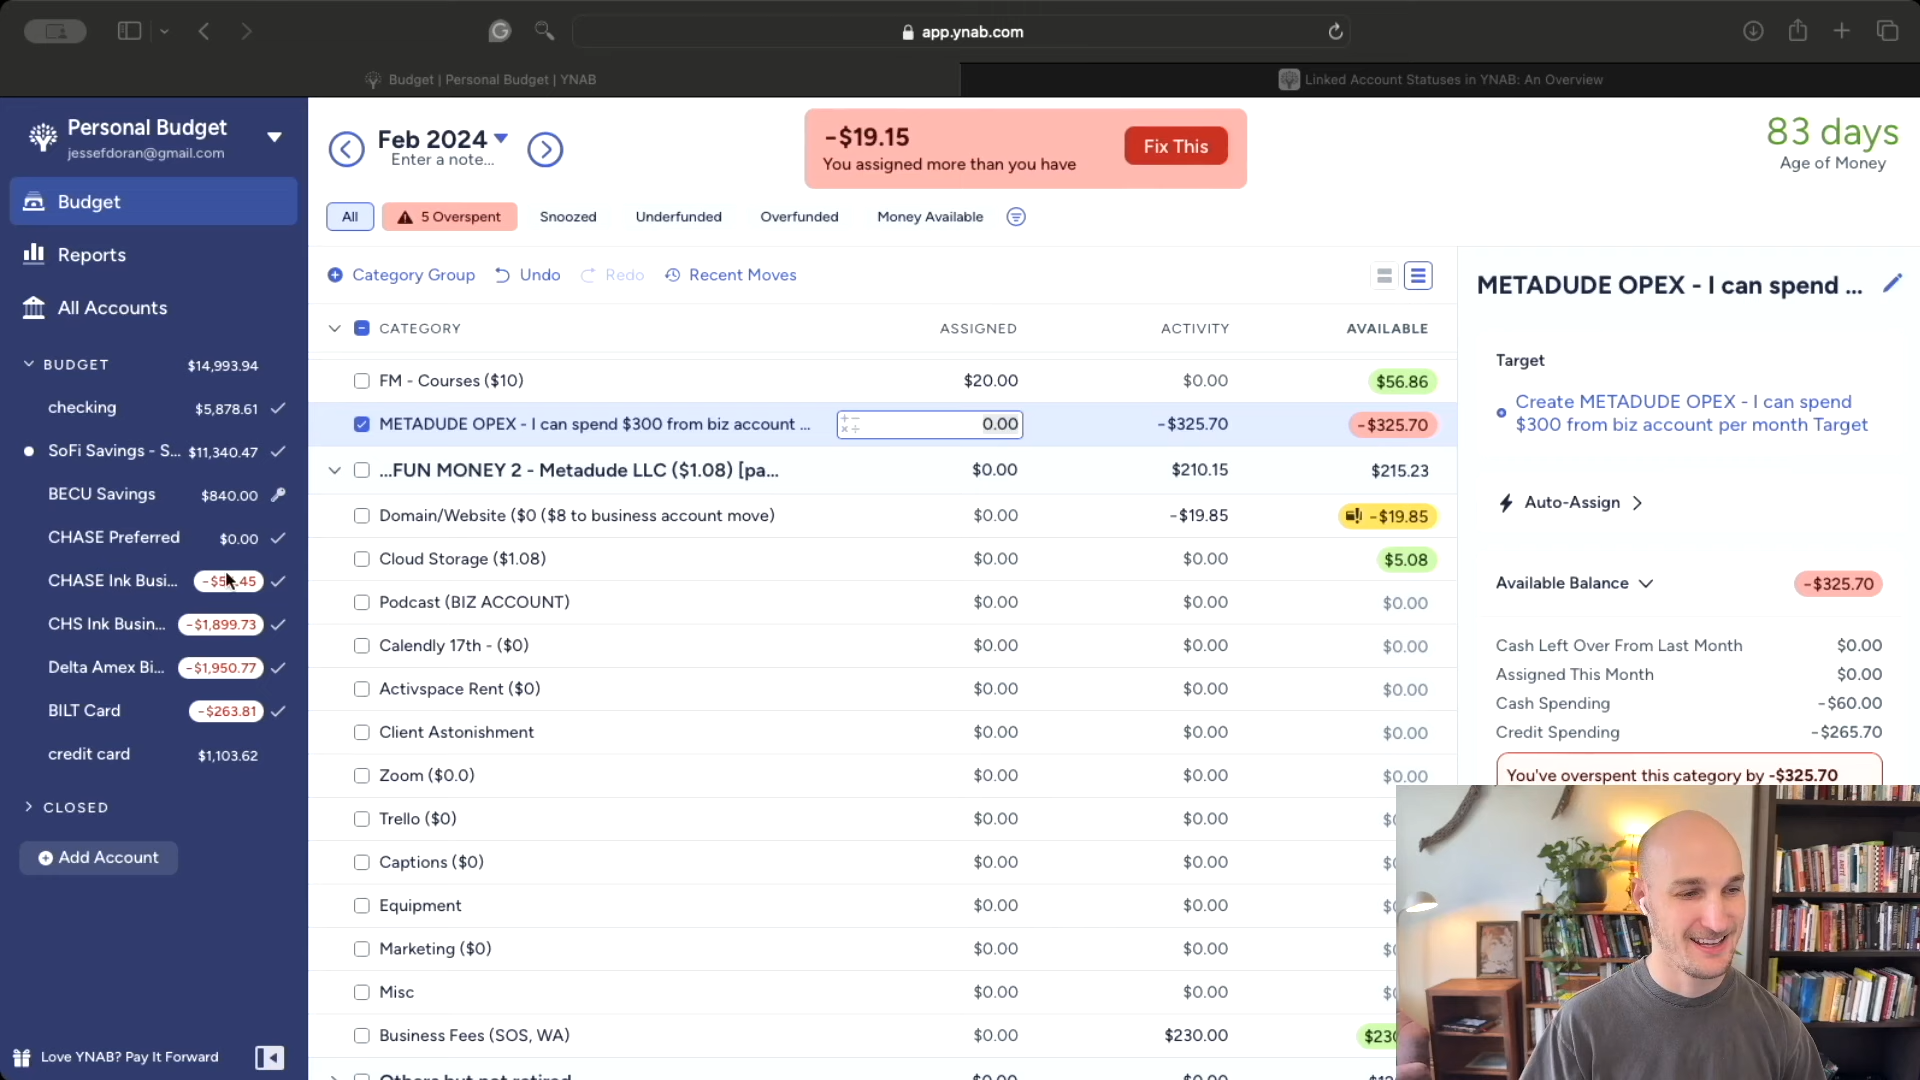 app.ynab.com
Budget | Personal Budget | YNAB
Linked Account Statuses in YNAB: An Overview
Personal Budget
jessefdoran@gmail.com
Budget
Reports
All Accounts
BUDGET $14,993.94
checking $5,878.61
SoFi Savings - S... $11,340.47
BECU Savings $840.00
CHASE Preferred $0.00
CHASE Ink Busi...
CHS Ink Busin... -$1,899.73
Delta Amex Bi... -$1,950.77
BILT Card -$263.81
credit card $1,103.62
CLOSED
Add Account
Love YNAB? Pay It Forward
Feb 2024
Enter a note...
-$19.15
You assigned more than you have
Fix This
83 days
Age of Money
All
5 Overspent
Snoozed
Underfunded
Overfunded
Money Available
Category Group
Undo
Redo
Recent Moves
CATEGORY ASSIGNED ACTIVITY AVAILABLE
FM - Courses ($10) $20.00 $0.00 $56.86
METADUDE OPEX - I can spend $300 from biz account ... 0.00 -$325.70 -$325.70
...FUN MONEY 2 - Metadude LLC ($1.08) [pa... $0.00 $210.15 $215.23
Domain/Website ($0 ($8 to business account move) $0.00 -$19.85 -$19.85
Cloud Storage ($1.08) $0.00 $0.00 $5.08
Podcast (BIZ ACCOUNT) $0.00 $0.00 $0.00
Calendly 17th - ($0) $0.00 $0.00 $0.00
Activspace Rent ($0) $0.00 $0.00 $0.00
Client Astonishment $0.00 $0.00 $0.00
Zoom ($0.0) $0.00 $0.00 $0.00
Trello ($0) $0.00 $0.00
Captions ($0) $0.00 $0.00
Equipment $0.00 $0.00
Marketing ($0) $0.00 $0.00
Misc $0.00 $0.00
Business Fees (SOS, WA) $0.00 $230.00
Others but not retired $0.00 $0.00
METADUDE OPEX - I can spend ...
Target
Create METADUDE OPEX - I can spend
$300 from biz account per month Target
Auto-Assign
Available Balance -$325.70
Cash Left Over From Last Month $0.00
Assigned This Month $0.00
Cash Spending -$60.00
Credit Spending -$265.70
You've overspent this category by -$325.70